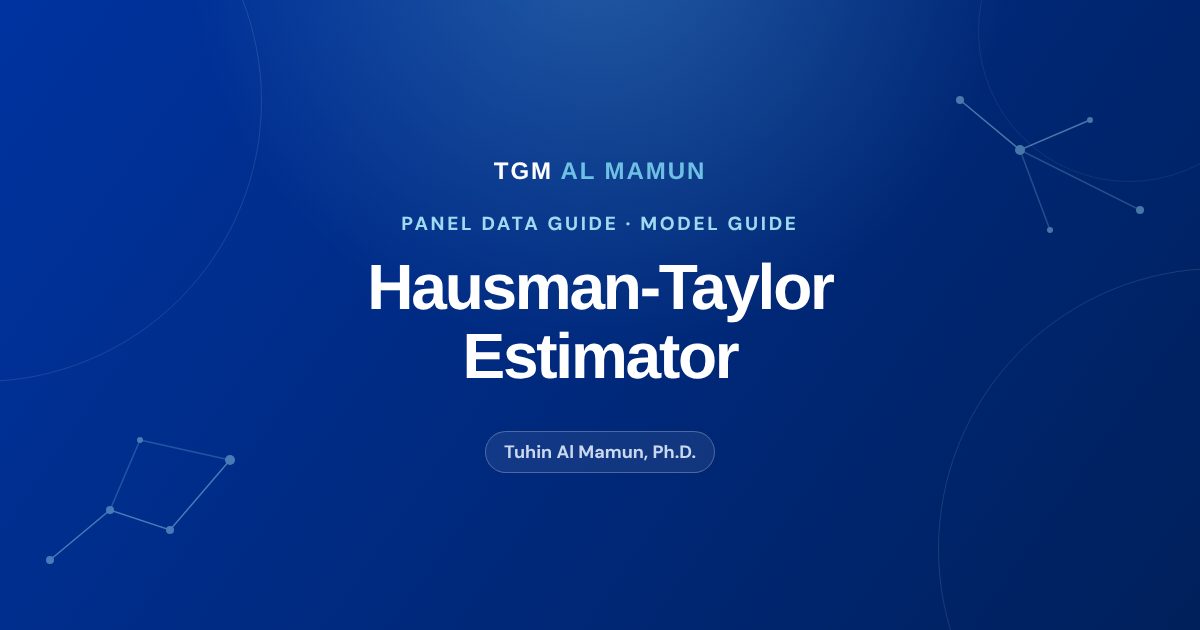 TGM AL MAMUN
PANEL DATA GUIDE · MODEL GUIDE
Hausman-Taylor
Estimator
Tuhin Al Mamun, Ph.D.